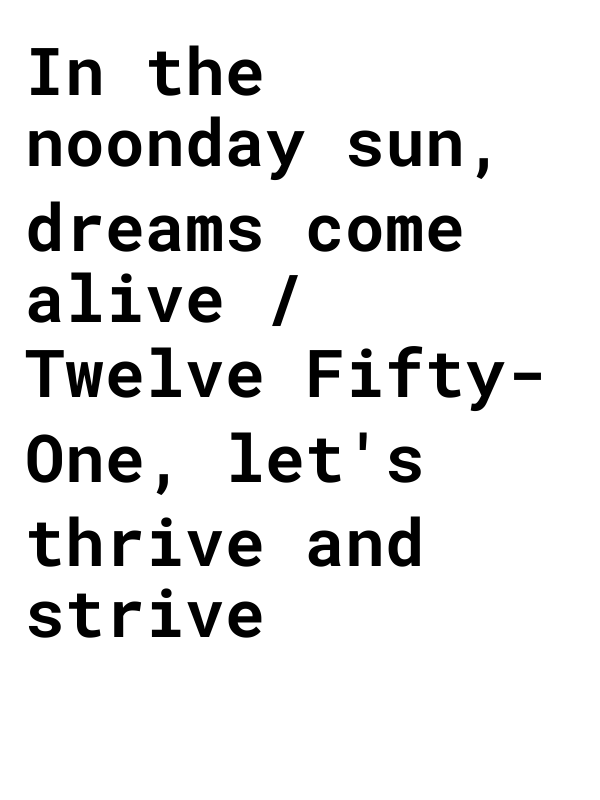 In the
noonday sun,
dreams come
alive /
Twelve Fifty-
One, let's
thrive and
strive